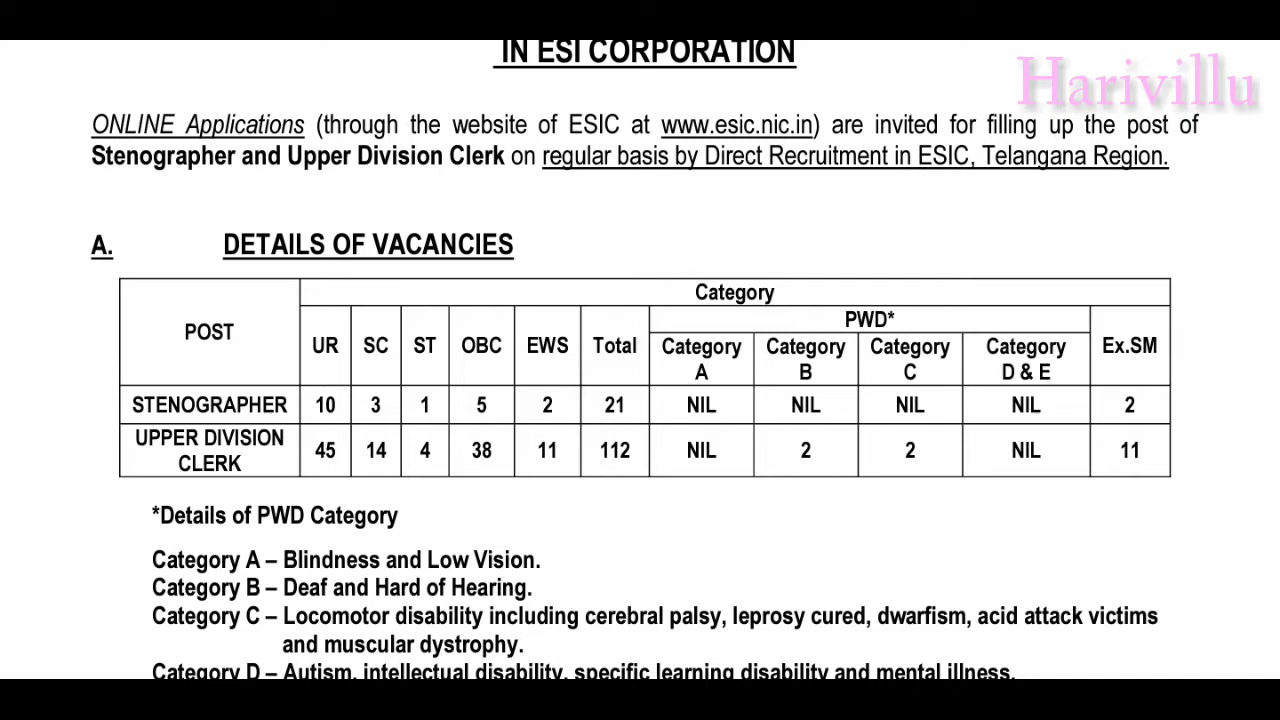 IN ESI CORPORATION
Harivillu
ONLINE Applications (through the website of ESIC at www.esic.nic.in) are invited for filling up the post of
Stenographer and Upper Division Clerk on regular basis by Direct Recruitment in ESIC, Telangana Region.
A. DETAILS OF VACANCIES
POST Category
UR SC ST OBC EWS Total PWD* Ex.SM
Category A Category B Category C Category D & E
STENOGRAPHER 10 3 1 5 2 21 NIL NIL NIL NIL 2
UPPER DIVISION CLERK 45 14 4 38 11 112 NIL 2 2 NIL 11
*Details of PWD Category
Category A – Blindness and Low Vision.
Category B – Deaf and Hard of Hearing.
Category C – Locomotor disability including cerebral palsy, leprosy cured, dwarfism, acid attack victims
and muscular dystrophy.
Category D – Autism, intellectual disability, specific learning disability and mental illness.